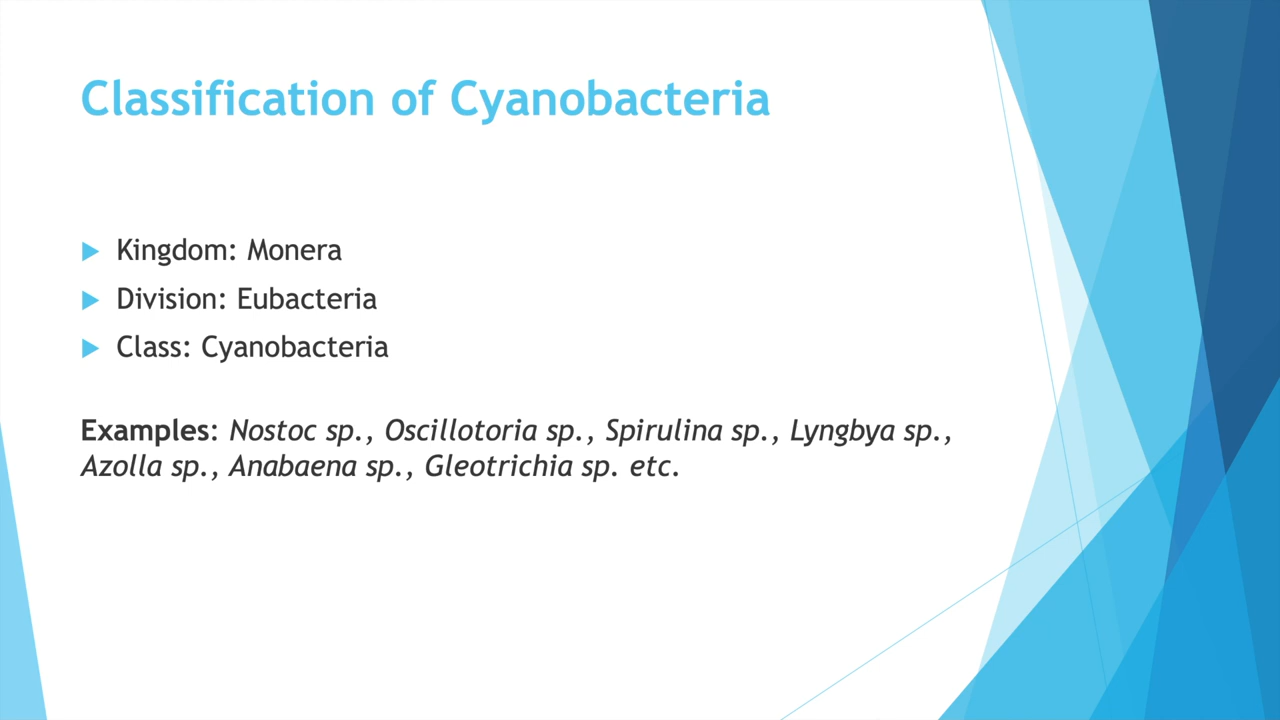 Classification of Cyanobacteria
Kingdom: Monera
Division: Eubacteria
Class: Cyanobacteria
Examples: Nostoc sp., Oscillotoria sp., Spirulina sp., Lyngbya sp.,
Azolla sp., Anabaena sp., Gleotrichia sp. etc.